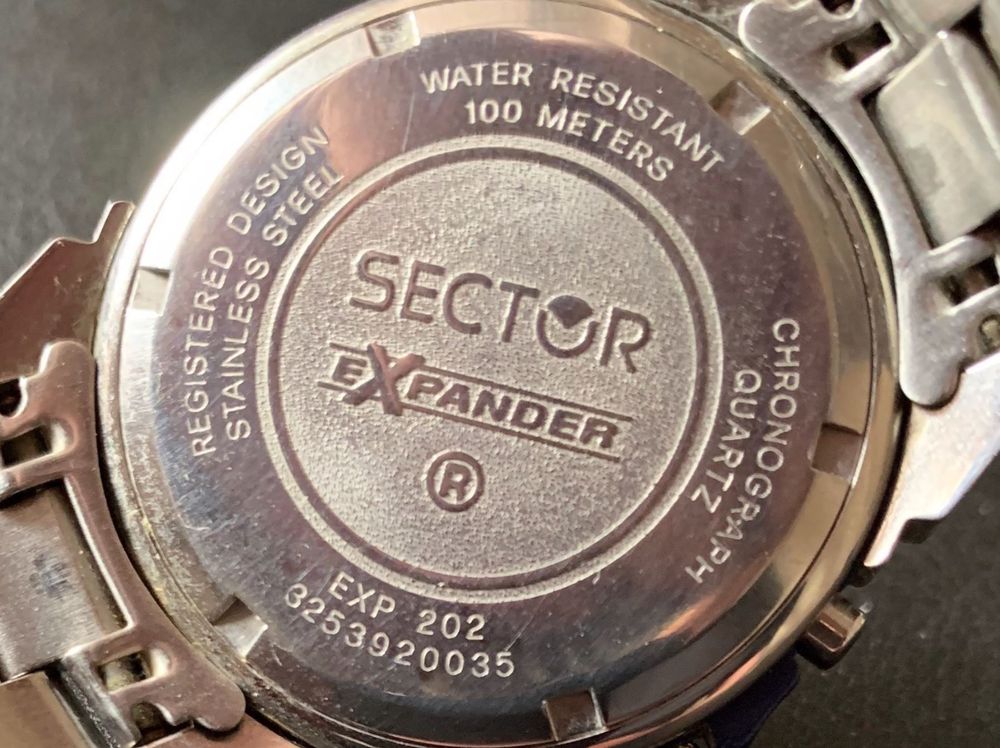 WATER RESISTANT
100 METERS
REGISTERED DESIGN
STAINLESS STEEL
SECTOR
EXPANDER
®
CHRONOGRAPH
QUARTZ
EXP 202
3253920035